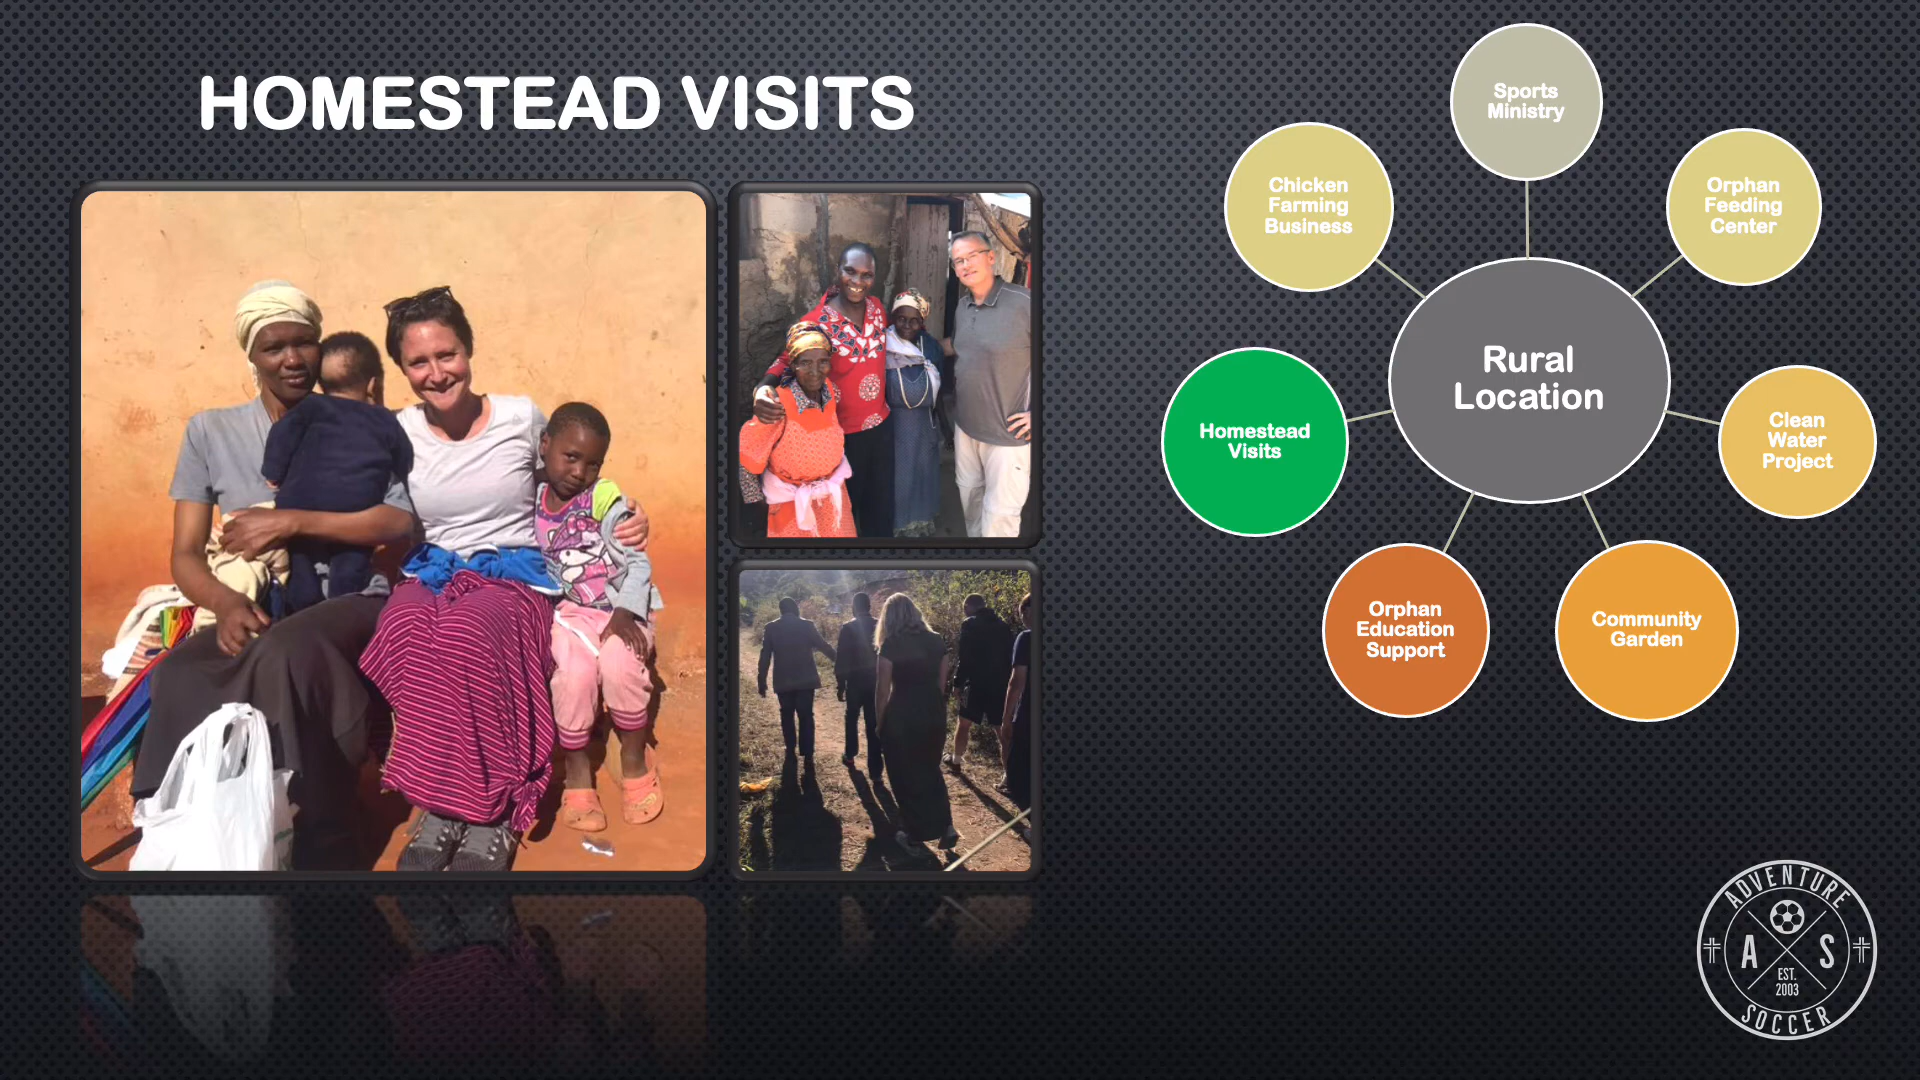 HOMESTEAD VISITS
Sports
Ministry
Chicken
Farming
Business
Orphan
Feeding
Center
Rural
Location
Homestead
Visits
Clean
Water
Project
Orphan
Education
Support
Community
Garden
ADVENTURE
A S
EST.
2003
SOCCER